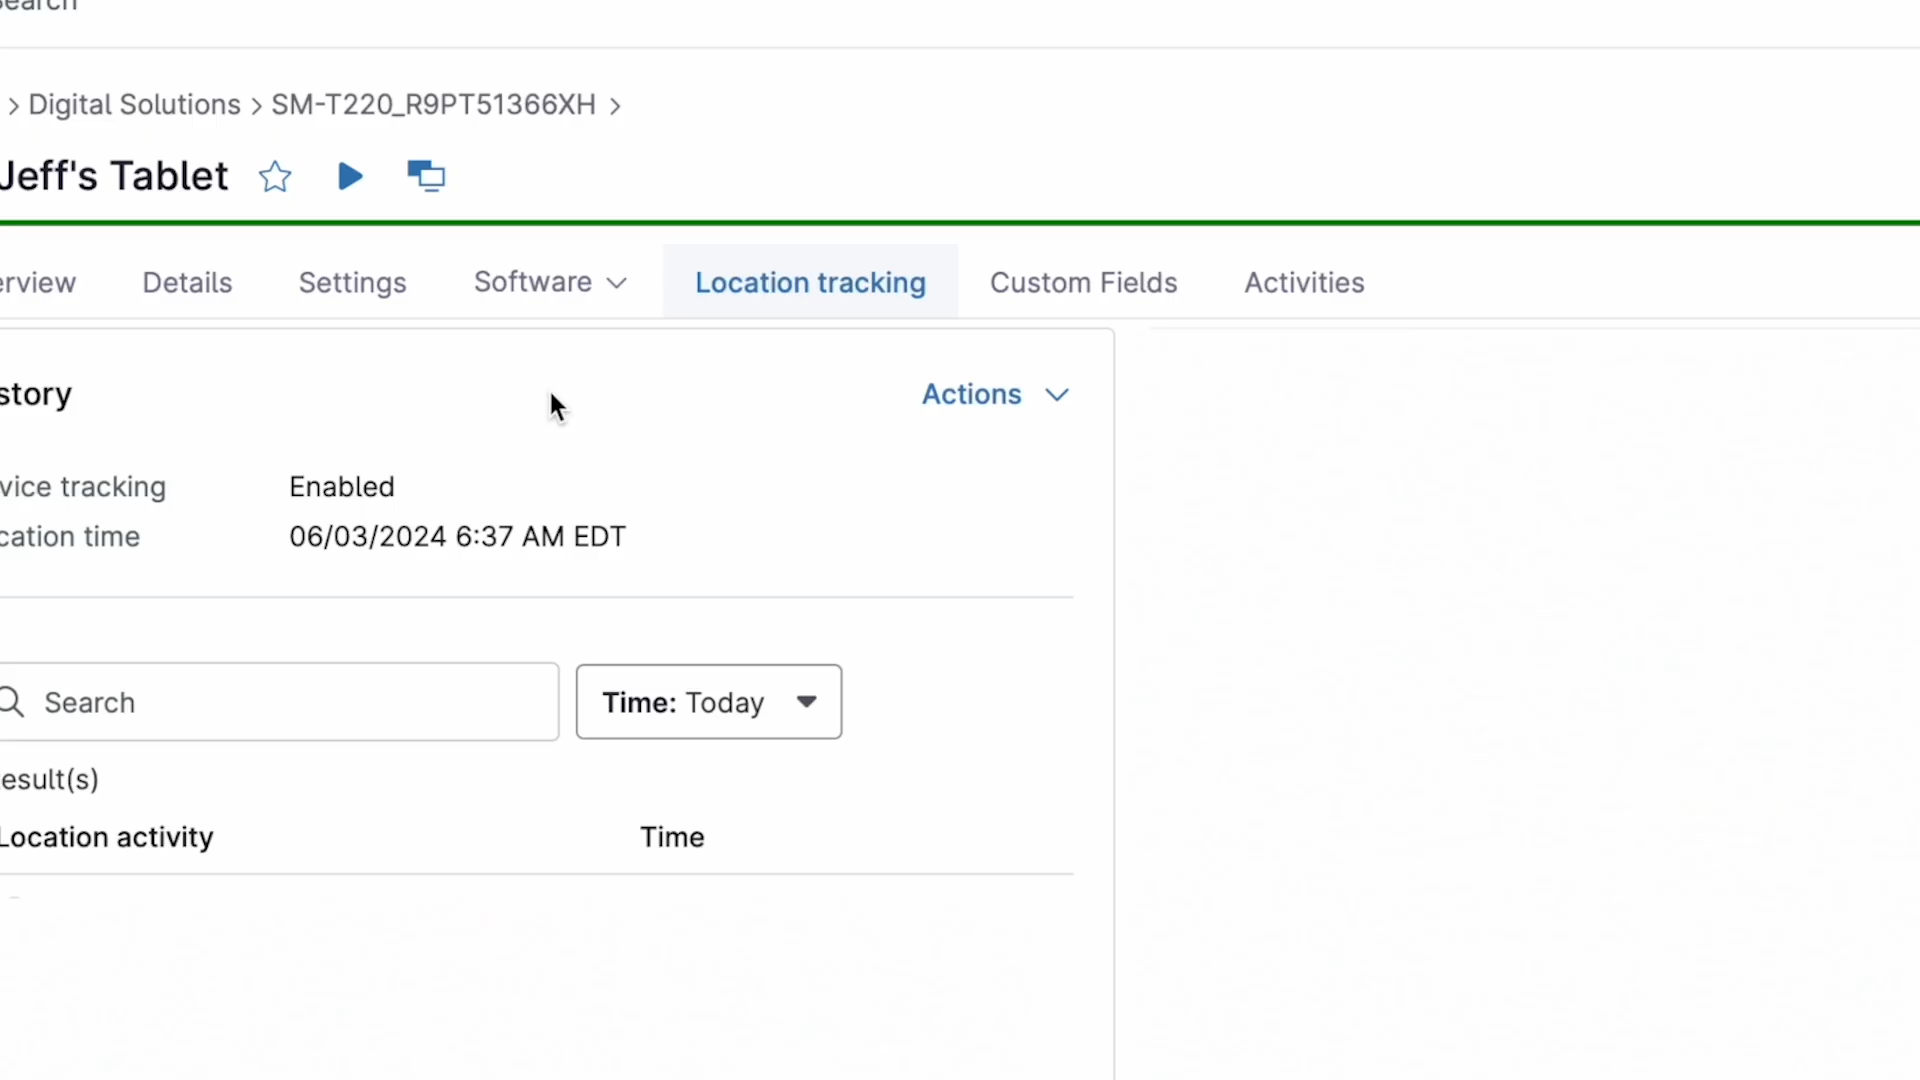 Search
> Digital Solutions > SM-T220_R9PT51366XH >
Jeff's Tablet
erview Details Settings Software Location tracking Custom Fields Activities
story Actions
vice tracking Enabled
cation time 06/03/2024 6:37 AM EDT
Search Time: Today
esult(s)
Location activity Time